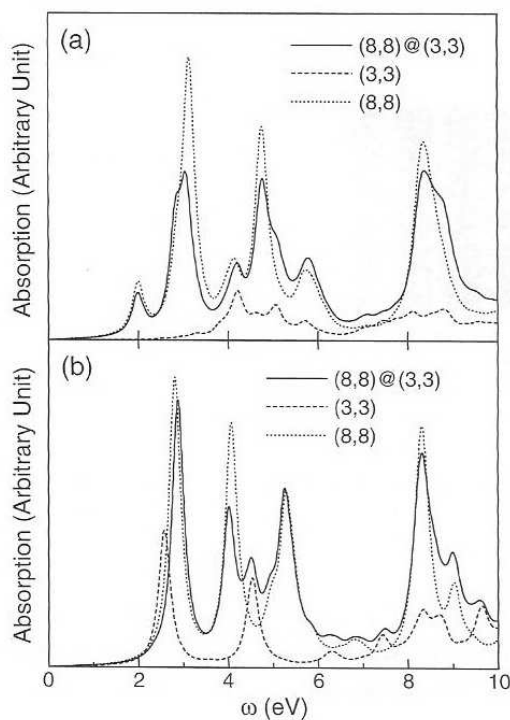 (a)
(8,8)@(3,3)
(3,3)
(8,8)
Absorption (Arbitrary Unit)
(b)
(8,8)@(3,3)
(3,3)
(8,8)
Absorption (Arbitrary Unit)
0 2 4 6 8 10
ω (eV)